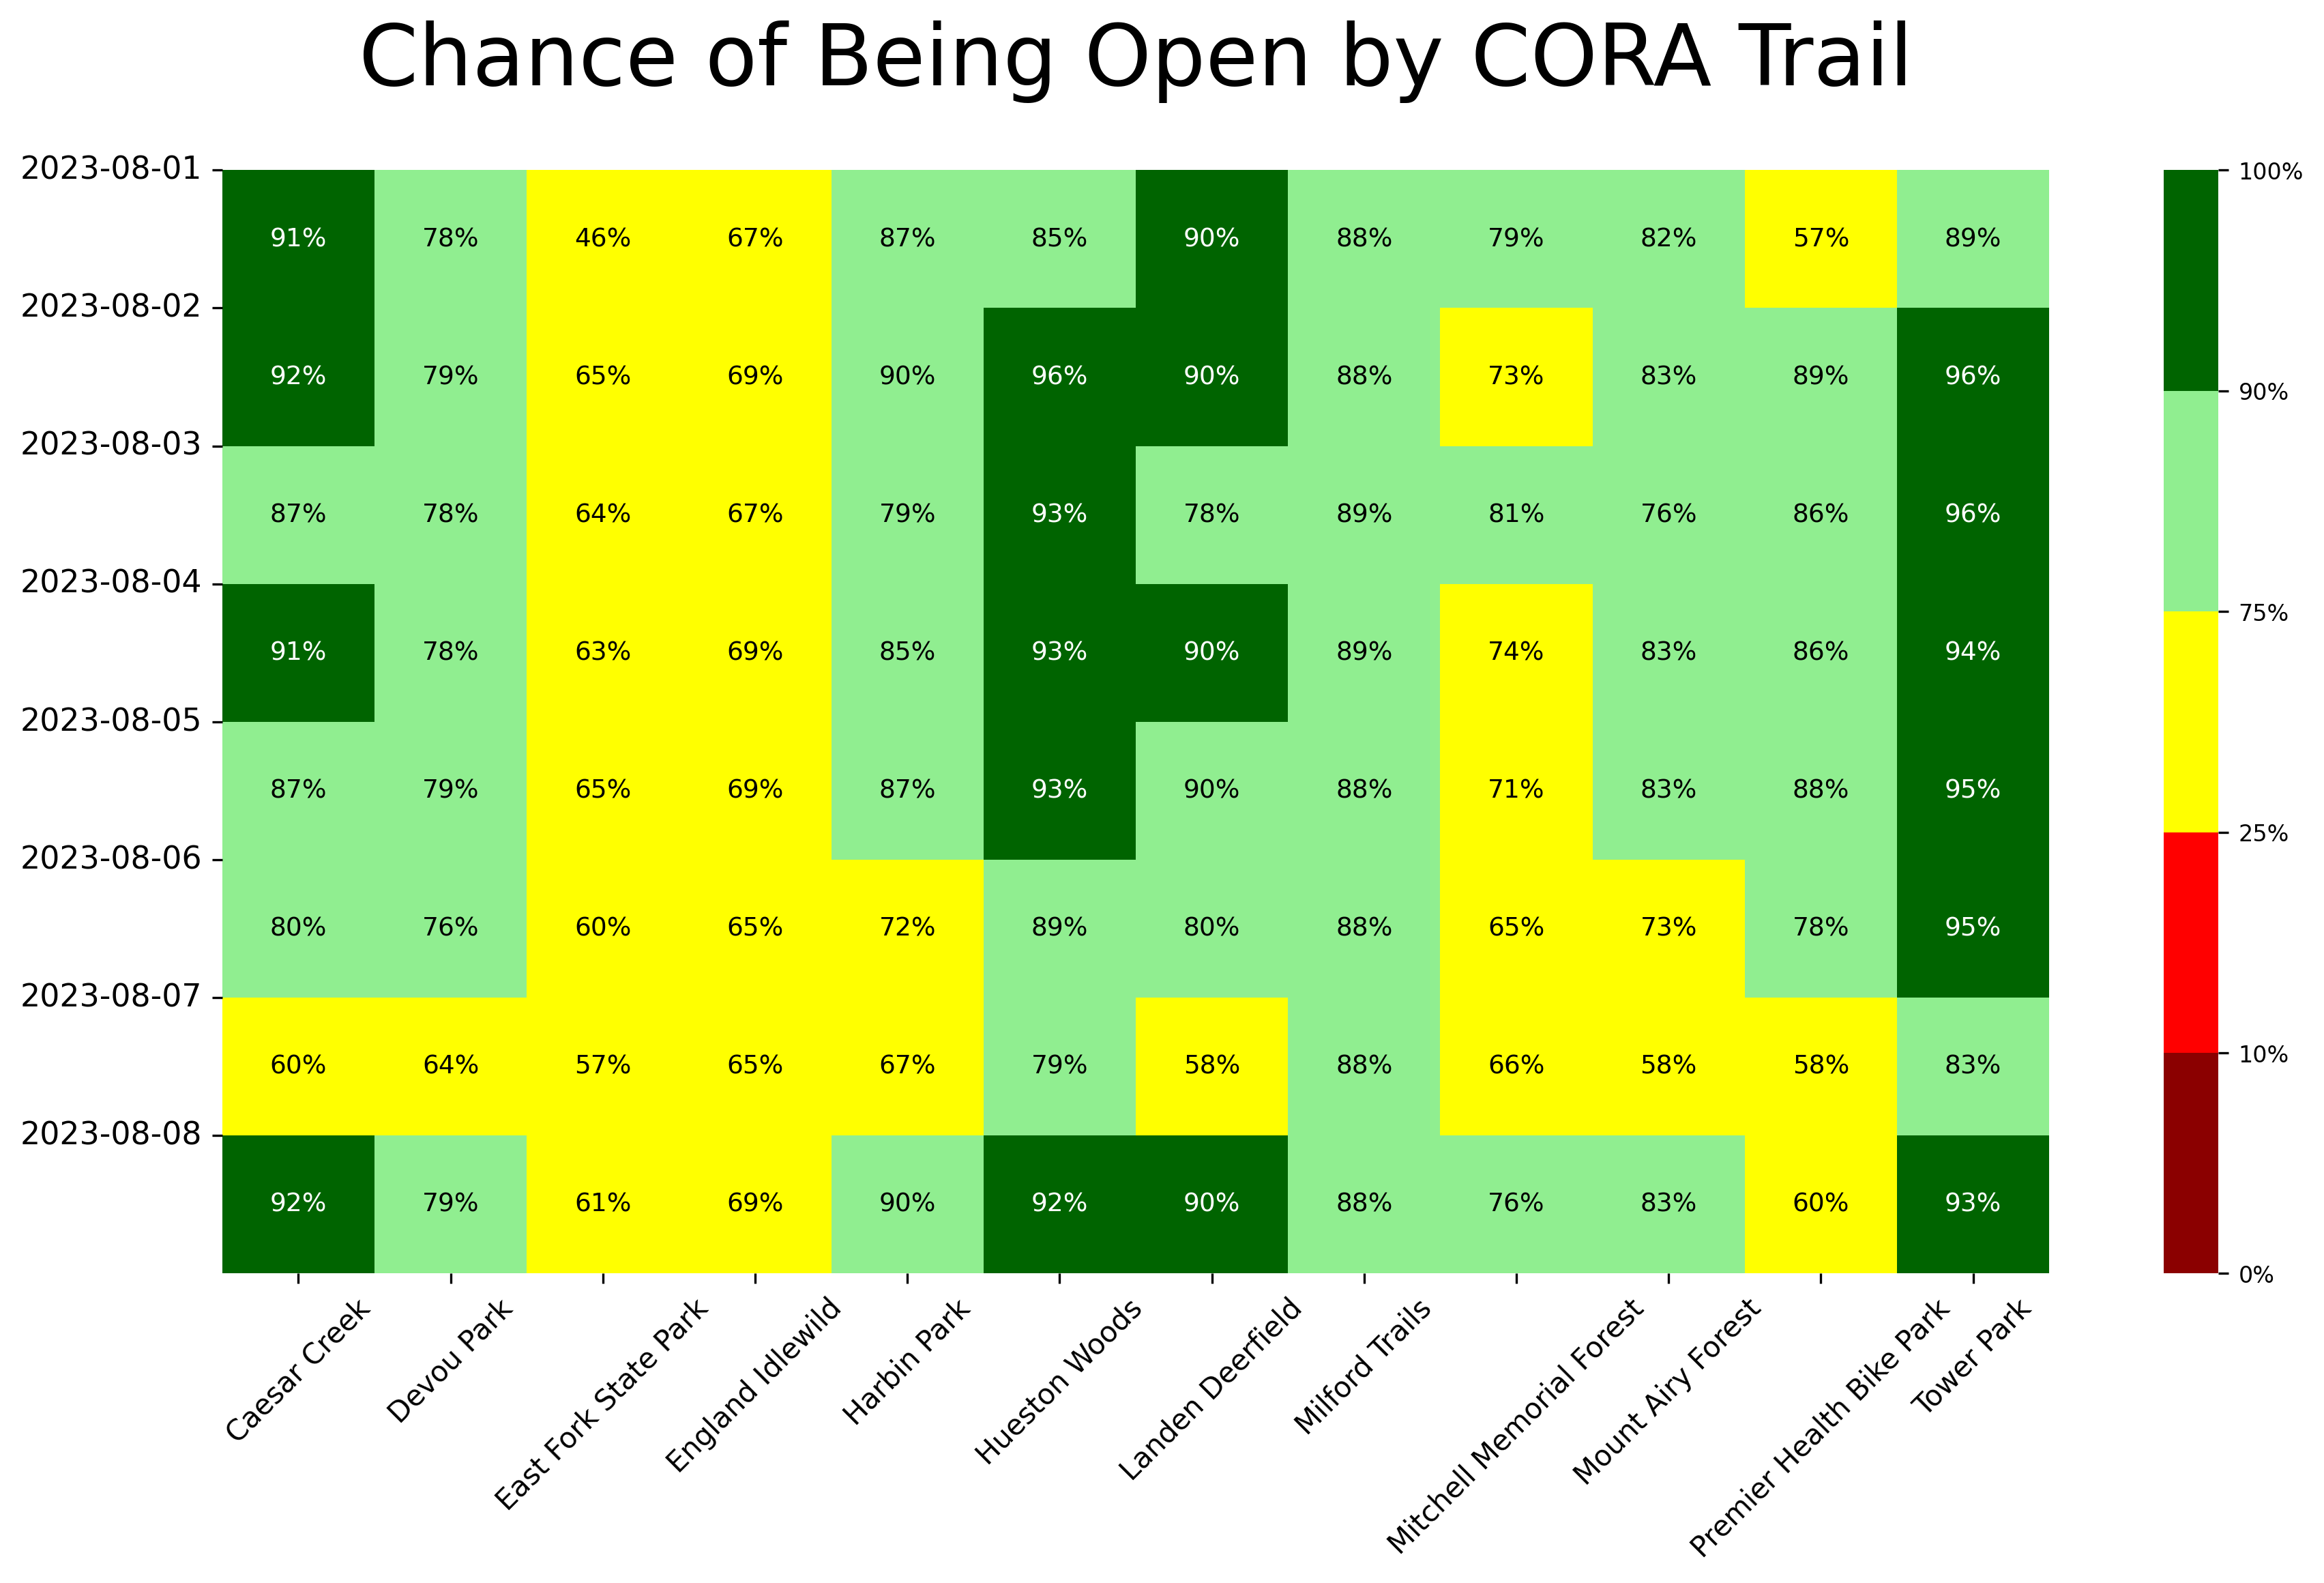 Chance of Being Open by CORA Trail
2023-08-01
91% 78% 46% 67% 87% 85% 90% 88% 79% 82% 57% 89%
2023-08-02
92% 79% 65% 69% 90% 96% 90% 88% 73% 83% 89% 96%
2023-08-03
87% 78% 64% 67% 79% 93% 78% 89% 81% 76% 86% 96%
2023-08-04
91% 78% 63% 69% 85% 93% 90% 89% 74% 83% 86% 94%
2023-08-05
87% 79% 65% 69% 87% 93% 90% 88% 71% 83% 88% 95%
2023-08-06
80% 76% 60% 65% 72% 89% 80% 88% 65% 73% 78% 95%
2023-08-07
60% 64% 57% 65% 67% 79% 58% 88% 66% 58% 58% 83%
2023-08-08
92% 79% 61% 69% 90% 92% 90% 88% 76% 83% 60% 93%
Caesar Creek
Devou Park
East Fork State Park
England Idlewild
Harbin Park
Hueston Woods
Landen Deerfield
Milford Trails
Mitchell Memorial Forest
Mount Airy Forest
Premier Health Bike Park
Tower Park
100%
90%
75%
25%
10%
0%